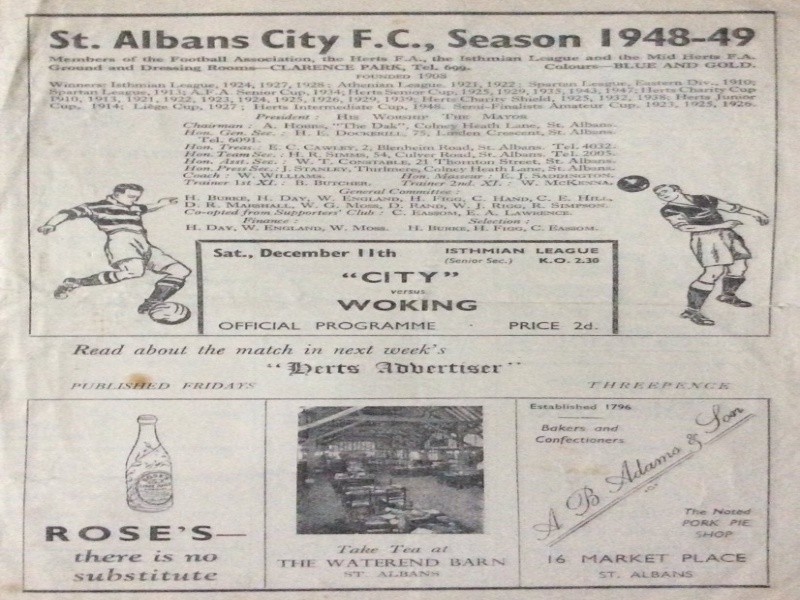 St. Albans City F.C., Season 1948-49
Members of the Football Association, the Herts F.A., the Isthmian League and the Mid Herts F.A.
Ground and Dressing Rooms—CLARENCE PARK, Tel. 699. Colours—BLUE AND GOLD.
FOUNDED 1908
Winners: Isthmian League, 1924, 1927, 1928; Athenian League, 1921, 1922; Spartan League, Eastern Div., 1910;
Spartan League, 1913; A.F.A. Senior Cup, 1934; Herts Senior Cup, 1925, 1929, 1935, 1943, 1947; Herts Charity Cup
1910, 1913, 1921, 1922, 1923, 1924, 1925, 1926, 1929, 1939; Herts Charity Shield, 1925, 1932, 1938; Herts Junior
Cup, 1914; Liège Cup, 1927; Herts Intermediate Cup, 1948. Semi-Finalists Amateur Cup, 1923, 1925, 1926.
President: HIS WORSHIP THE MAYOR
Chairman: A. HOBBS, "The Dak", Colney Heath Lane, St. Albans.
Hon. Gen. Sec.: H. E. DOCKERILL, 75, Camden Crescent, St. Albans.
Tel. 6091.
Hon. Treas.: E. C. CAWLEY, 2, Blenheim Road, St. Albans. Tel. 4032.
Hon. Team Sec.: H. R. SIMMS, 54, Culver Road, St. Albans. Tel. 2005.
Hon. Asst. Sec.: W. T. CONSTABLE, 21 Thornton Street, St. Albans.
Hon. Press Sec.: J. STANLEY, Thurlmere, Colney Heath Lane, St. Albans.
Coach: W. WILLIAMS. Hon. Masseur: E. J. SADDINGTON.
Trainer 1st XI.: B. BUTCHER. Trainer 2nd XI.: W. MCKENNA.
General Committee:
H. BURKE, H. DAY, W. ENGLAND, H. FIGG, C. HAND, C. E. HILL,
D. R. MARSHALL, W. G. MOSS, D. RAND, W. J. RIGG, R. SIMPSON.
Co-opted from Supporters' Club: C. EASSOM, E. A. LAWRENCE.
Finance: Selection:
H. DAY, W. ENGLAND, W. MOSS. H. BURKE, H. FIGG, C. EASSOM.
Sat., December 11th ISTHMIAN LEAGUE
(Senior Sec.) K.O. 2.30
"CITY"
versus
WOKING
OFFICIAL PROGRAMME · PRICE 2d.
Read about the match in next week's
"Herts Advertiser"
PUBLISHED FRIDAYS THREEPENCE
ROSE'S—
there is no
substitute
Take Tea at
THE WATEREND BARN
ST. ALBANS
Established 1796
Bakers and
Confectioners
A B Adams & Son
The Noted
PORK PIE
SHOP
16 MARKET PLACE
ST. ALBANS